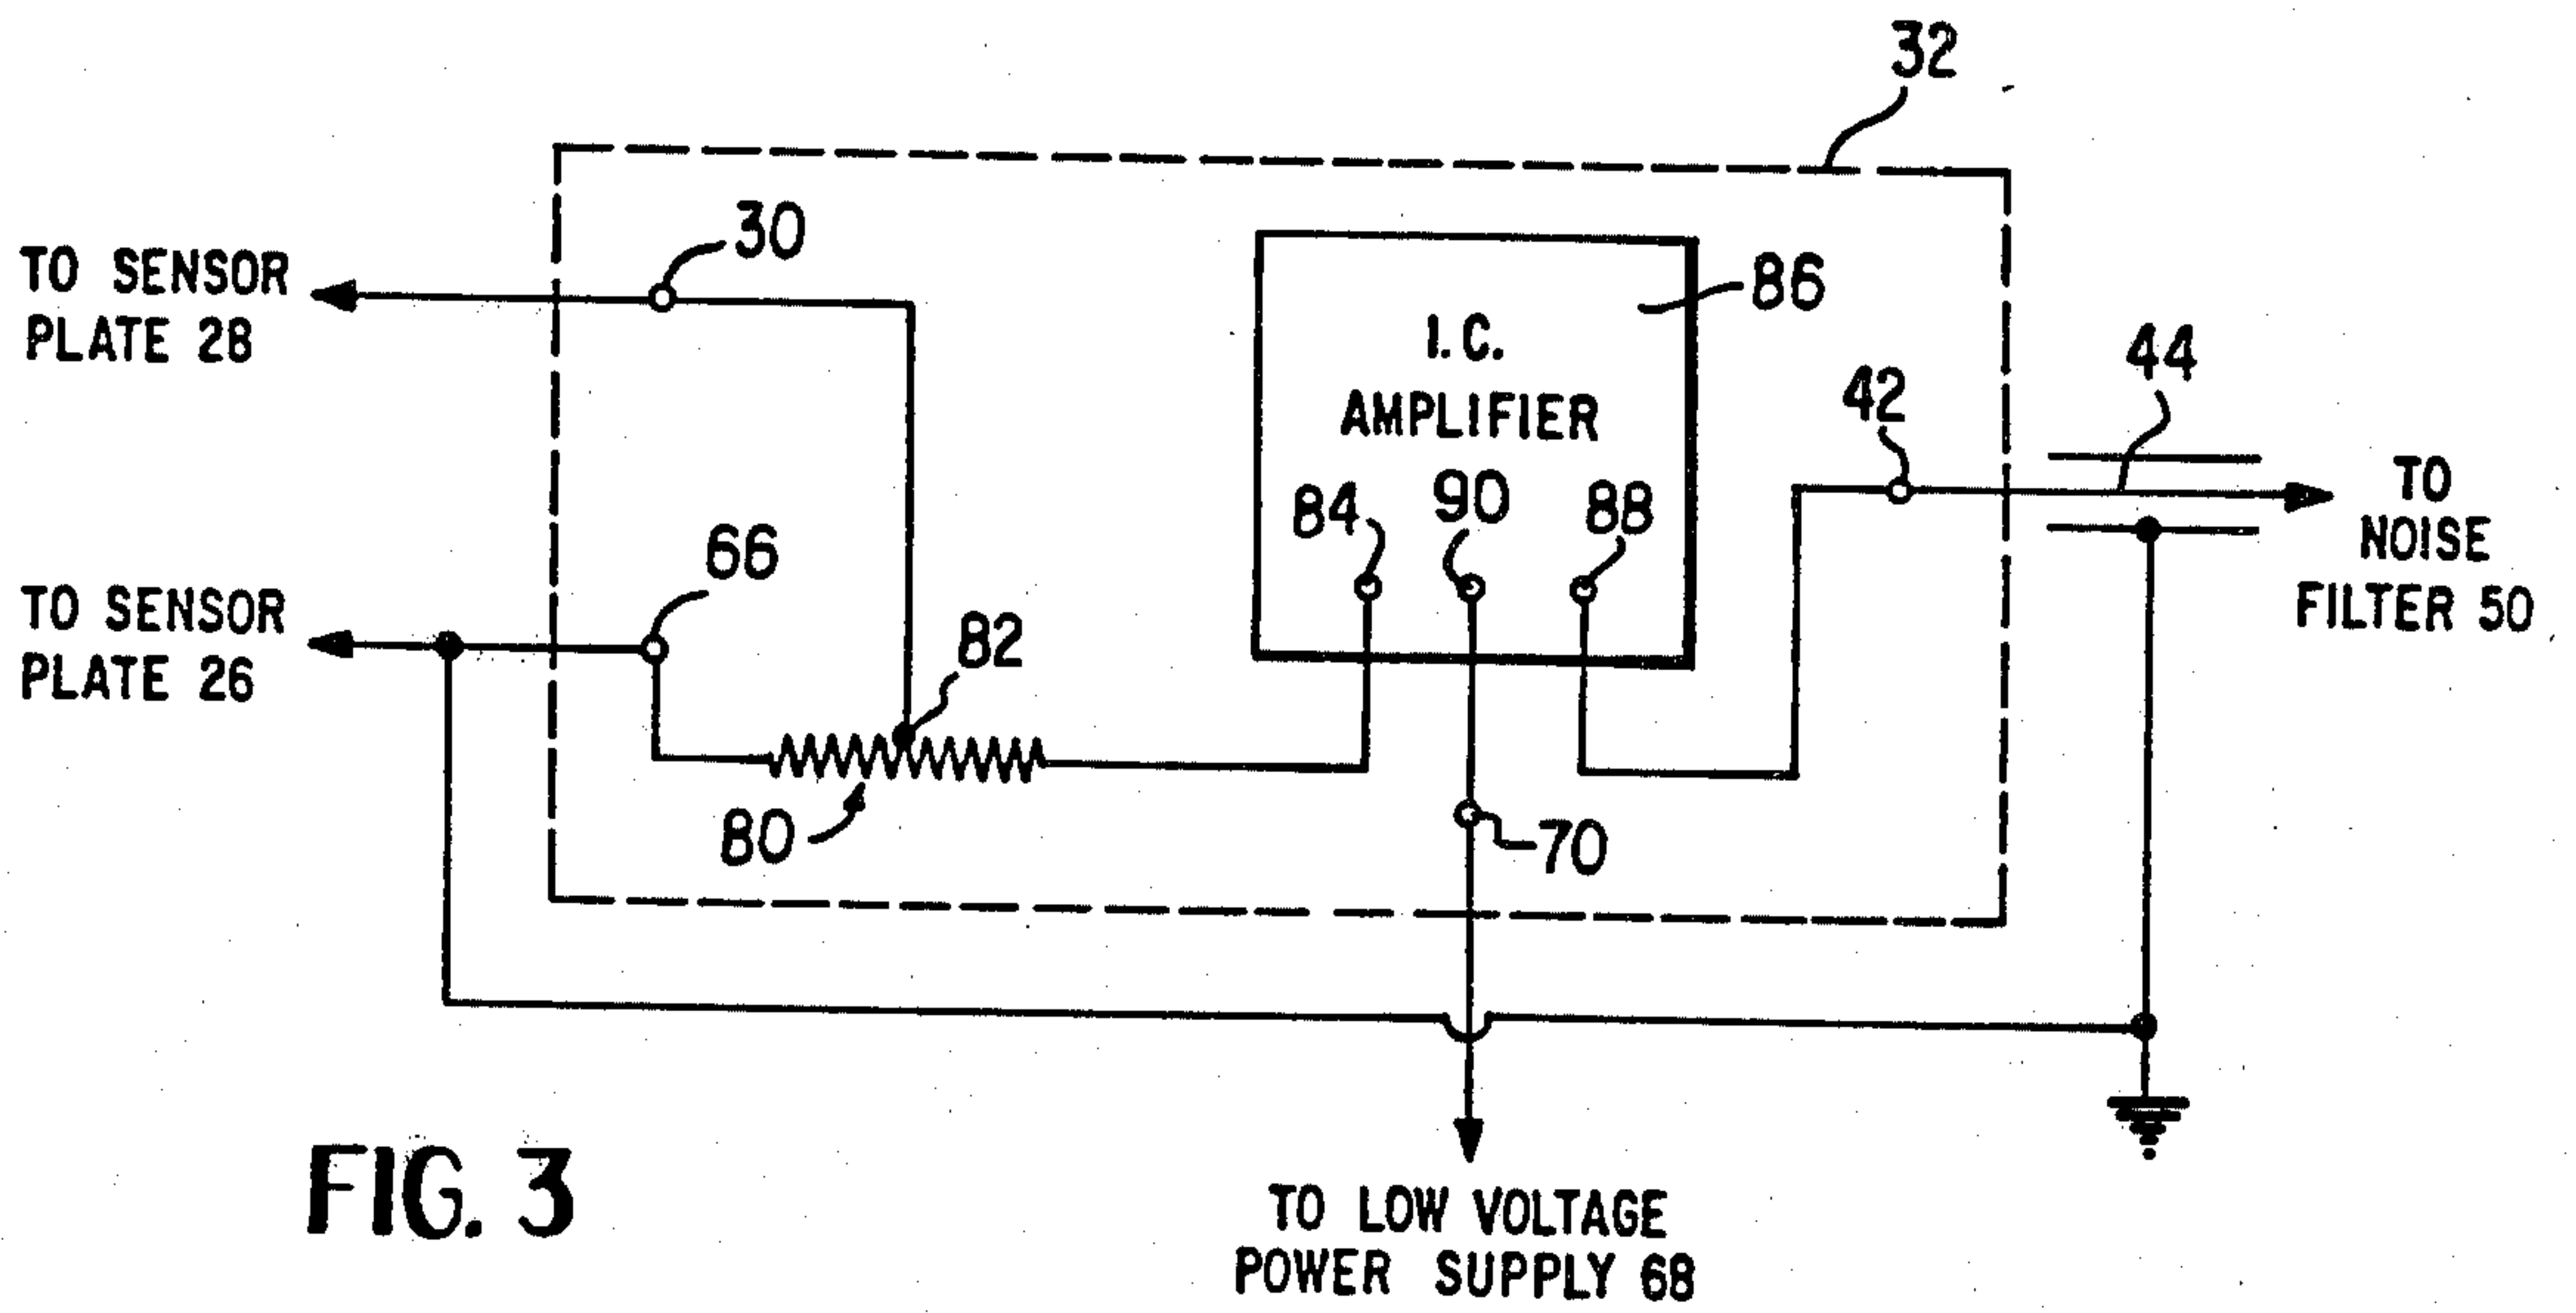 32
30
TO SENSOR
PLATE 28
86
I.C.
AMPLIFIER
44
42
84
90
88
TO
NOISE
FILTER 50
66
TO SENSOR
PLATE 26
82
80
70
FIG. 3
TO LOW VOLTAGE
POWER SUPPLY 68